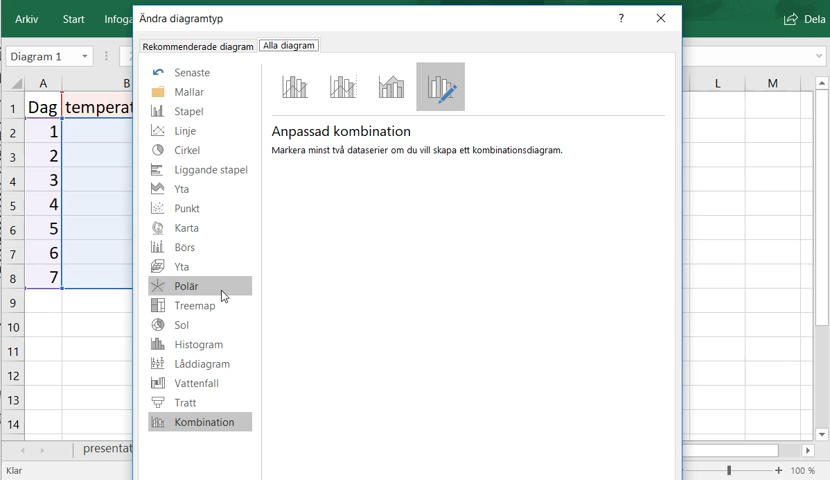 Arkiv Start Infoga
Ändra diagramtyp ?
Dela
Diagram 1
Rekommenderade diagram Alla diagram
A B L M
1 Dag temperat
2 1
3 2
4 3
5 4
6 5
7 6
8 7
9
10
11
12
13
14
Senaste
Mallar
Stapel
Linje
Cirkel
Liggande stapel
Yta
Punkt
Karta
Börs
Yta
Polär
Treemap
Sol
Histogram
Låddiagram
Vattenfall
Tratt
Kombination
Anpassad kombination
Markera minst två dataserier om du vill skapa ett kombinationsdiagram.
presentat
Klar
100 %